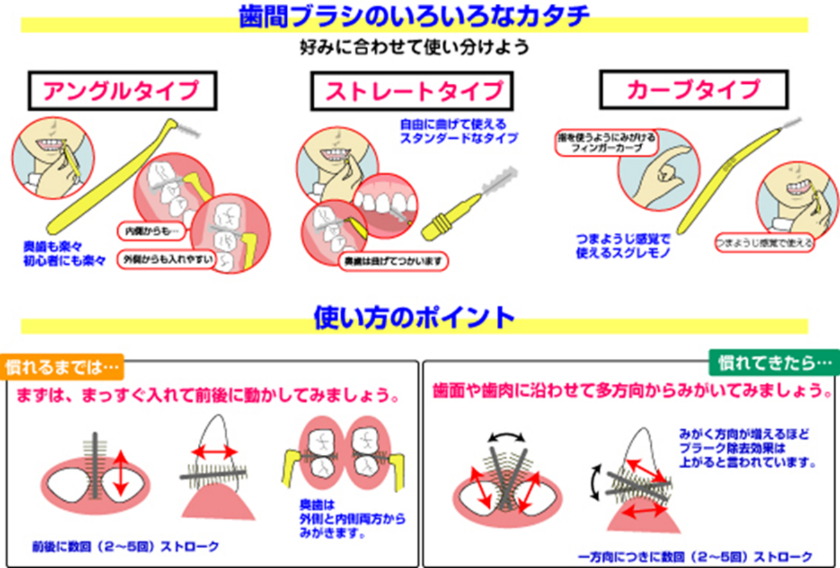 歯間ブラシのいろいろなカタチ
好みに合わせて使い分けよう
アングルタイプ
奥歯も楽々
初心者にも楽々
内側からも…
外側からも入れやすい
ストレートタイプ
自由に曲げて使える
スタンダードなタイプ
奥歯は曲げてつかいます
カーブタイプ
指を使うようにみがける
フィンガーカーブ
つまようじ感覚で
使えるスグレモノ
つまようじ感覚で使える
使い方のポイント
慣れるまでは…
まずは、まっすぐ入れて前後に動かしてみましょう。
奥歯は
外側と内側両方から
みがきます。
前後に数回（2〜5回）ストローク
慣れてきたら…
歯面や歯肉に沿わせて多方向からみがいてみましょう。
みがく方向が増えるほど
プラーク除去効果は
上がると言われています。
一方向につきに数回（2〜5回）ストローク